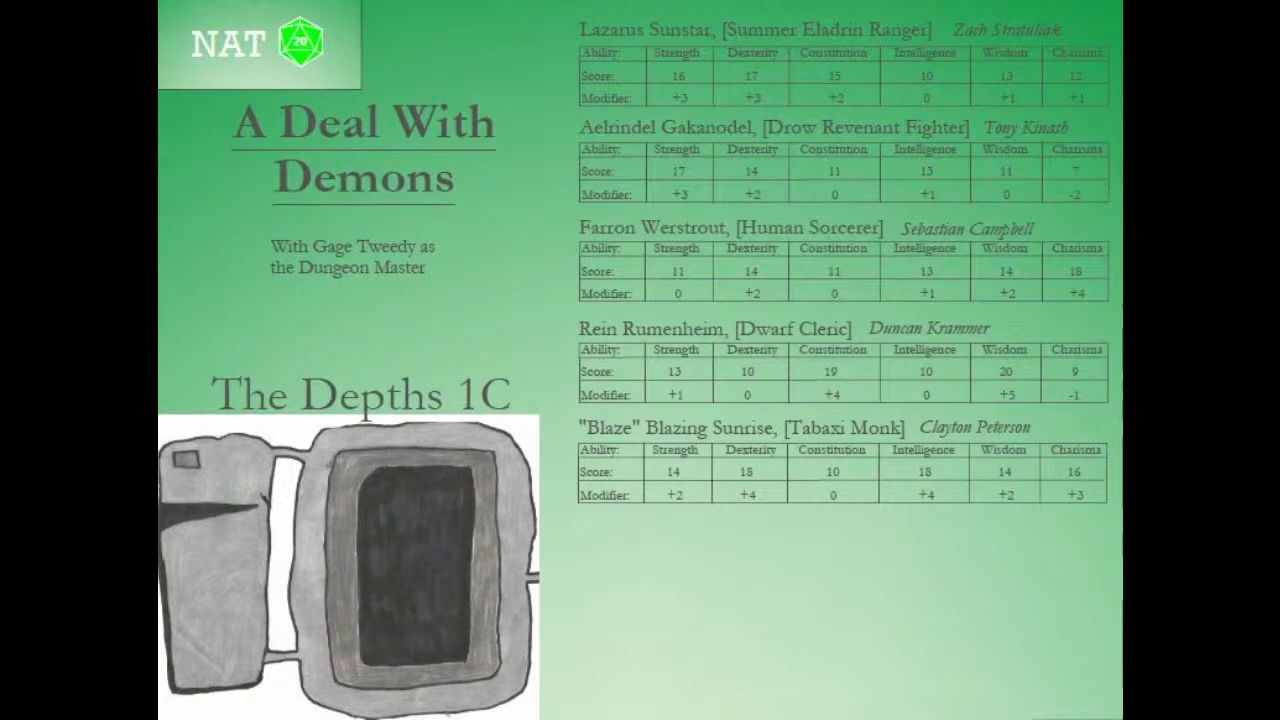 NAT 20
A Deal With
Demons
With Gage Tweedy as
the Dungeon Master
The Depths 1C
Lazarus Sunstar, [Summer Eladrin Ranger] Zach Stratuliak
Ability: Strength Dexterity Constitution Intelligence Wisdom Charisma
Score: 16 17 15 10 13 12
Modifier: +3 +3 +2 0 +1 +1
Aelrindel Gakanodel, [Drow Revenant Fighter] Tony Kinash
Ability: Strength Dexterity Constitution Intelligence Wisdom Charisma
Score: 17 14 11 13 11 7
Modifier: +3 +2 0 +1 0 -2
Farron Werstrout, [Human Sorcerer] Sebastian Campbell
Ability: Strength Dexterity Constitution Intelligence Wisdom Charisma
Score: 11 14 11 13 14 18
Modifier: 0 +2 0 +1 +2 +4
Rein Rumenheim, [Dwarf Cleric] Duncan Krammer
Ability: Strength Dexterity Constitution Intelligence Wisdom Charisma
Score: 13 10 19 10 20 9
Modifier: +1 0 +4 0 +5 -1
"Blaze" Blazing Sunrise, [Tabaxi Monk] Clayton Peterson
Ability: Strength Dexterity Constitution Intelligence Wisdom Charisma
Score: 14 18 10 18 14 16
Modifier: +2 +4 0 +4 +2 +3